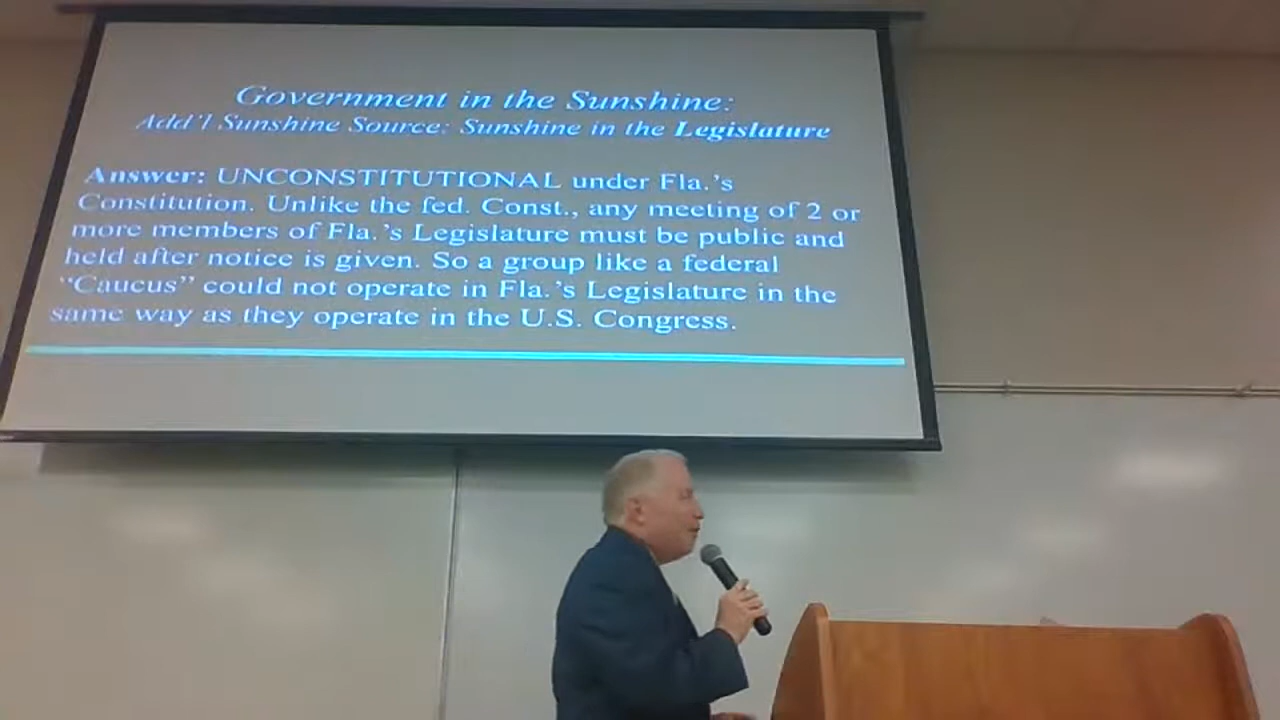 Government in the Sunshine:
Add'l Sunshine Source: Sunshine in the Legislature
Answer: UNCONSTITUTIONAL under Fla.'s
Constitution. Unlike the fed. Const., any meeting of 2 or
more members of Fla.'s Legislature must be public and
held after notice is given. So a group like a federal
“Caucus” could not operate in Fla.'s Legislature in the
same way as they operate in the U.S. Congress.